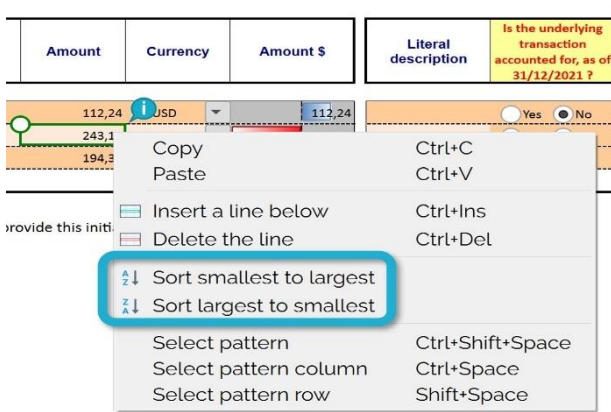 Is the underlying
Amount Currency Amount $ Literal transaction
description accounted for, as of
31/12/2021 ?
112,24 i USD 112,24 Yes No
243,1
194,3
Copy Ctrl+C
Paste Ctrl+V
provide this initi
Insert a line below Ctrl+Ins
Delete the line Ctrl+Del
Sort smallest to largest
Sort largest to smallest
Select pattern Ctrl+Shift+Space
Select pattern column Ctrl+Space
Select pattern row Shift+Space